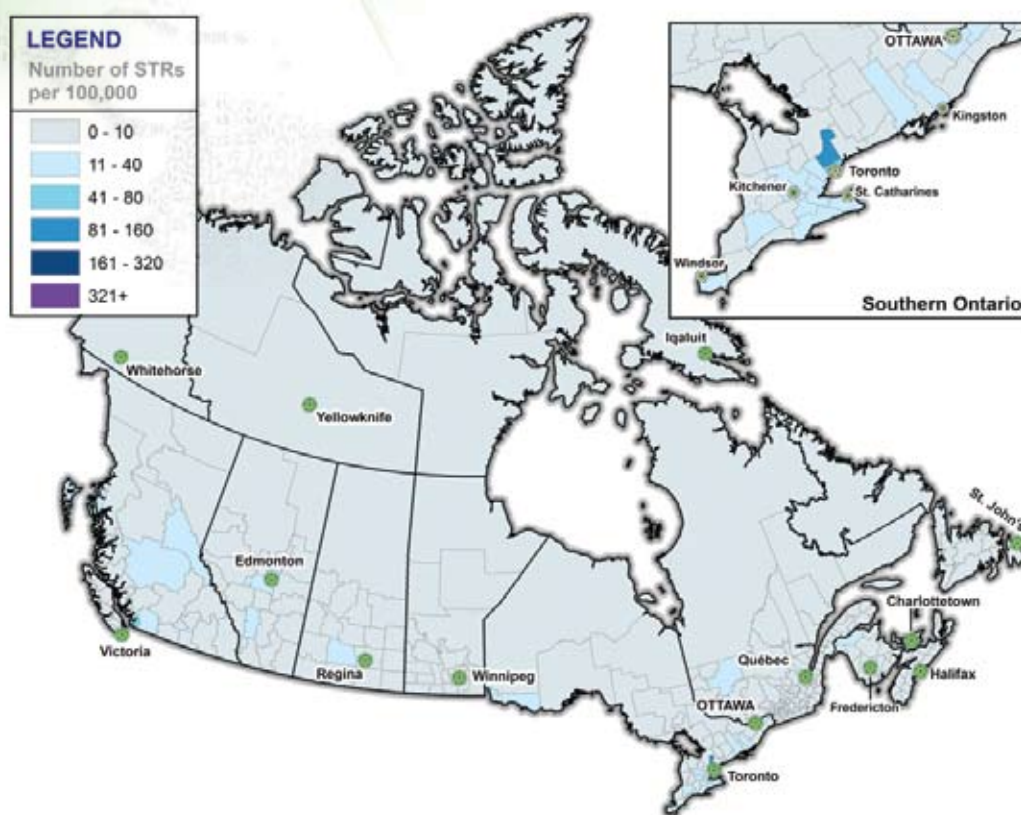 LEGEND
Number of STRs
per 100,000
0 - 10
11 - 40
41 - 80
81 - 160
161 - 320
321+
OTTAWA
Kingston
Toronto
Kitchener
St. Catharines
Windsor
Southern Ontario
Whitehorse
Yellowknife
Iqaluit
St. John's
Edmonton
Charlottetown
Victoria
Regina
Winnipeg
Québec
Halifax
OTTAWA
Fredericton
Toronto